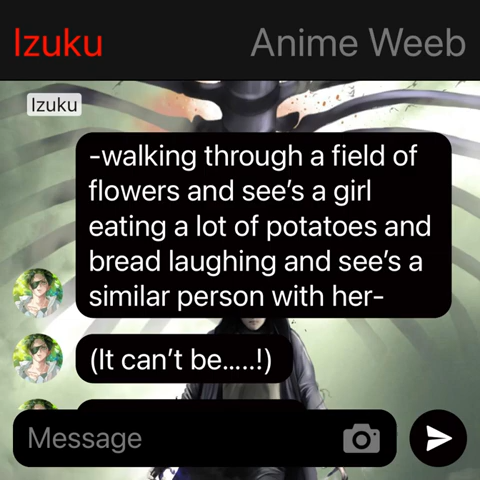 Izuku Anime Weeb
Izuku
-walking through a field of
flowers and see’s a girl
eating a lot of potatoes and
bread laughing and see’s a
similar person with her-
(It can’t be.....!)
Message